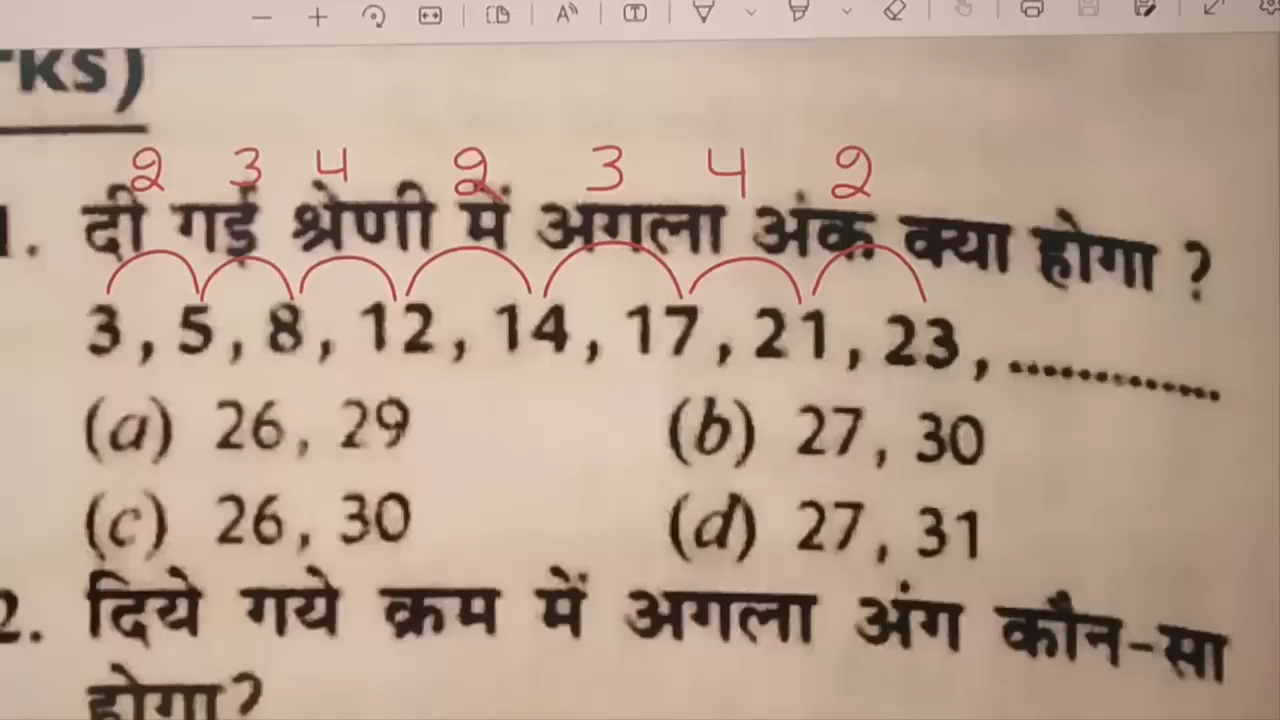 RKS)
2 3 4 2 3 4 2
1. दी गई श्रेणी में अगला अंक क्या होगा ?
3, 5, 8, 12, 14, 17, 21, 23, ..............
(a) 26, 29 (b) 27, 30
(c) 26, 30 (d) 27, 31
2. दिये गये क्रम में अगला अंग कौन-सा
होगा?